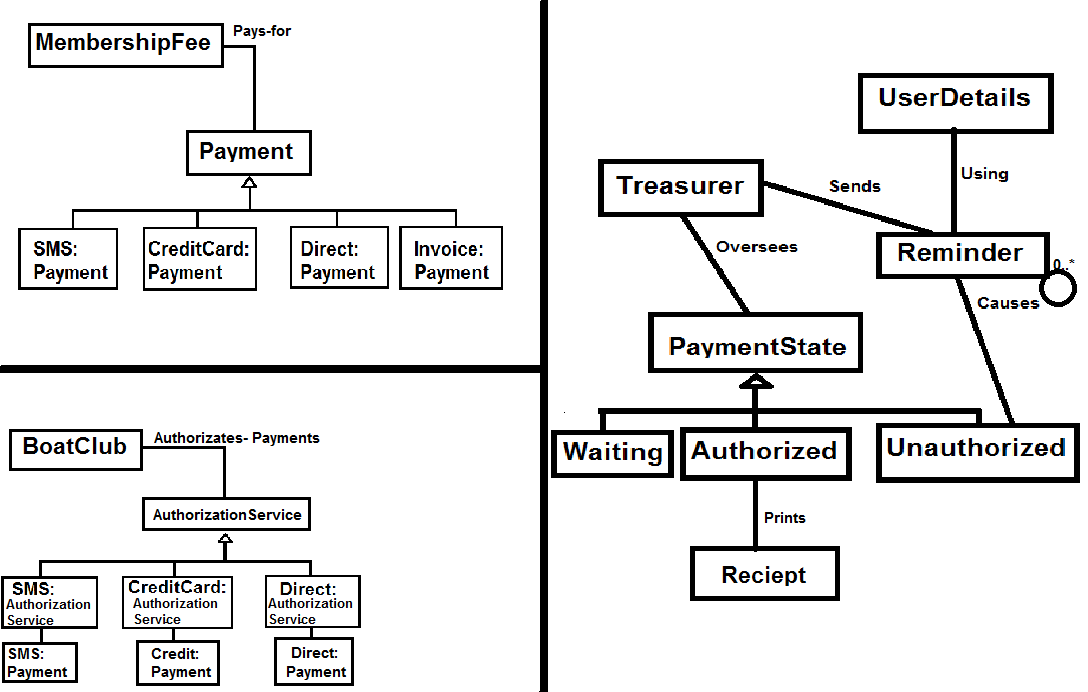 MembershipFee
Pays-for
Payment
SMS:
Payment
CreditCard:
Payment
Direct:
Payment
Invoice:
Payment
BoatClub
Authorizates- Payments
AuthorizationService
SMS:
Authorization
Service
CreditCard:
Authorization
Service
Direct:
Authorization
Service
SMS:
Payment
Credit:
Payment
Direct:
Payment
UserDetails
Using
Treasurer
Sends
Reminder
0..*
Oversees
Causes
PaymentState
Waiting
Authorized
Unauthorized
Prints
Reciept